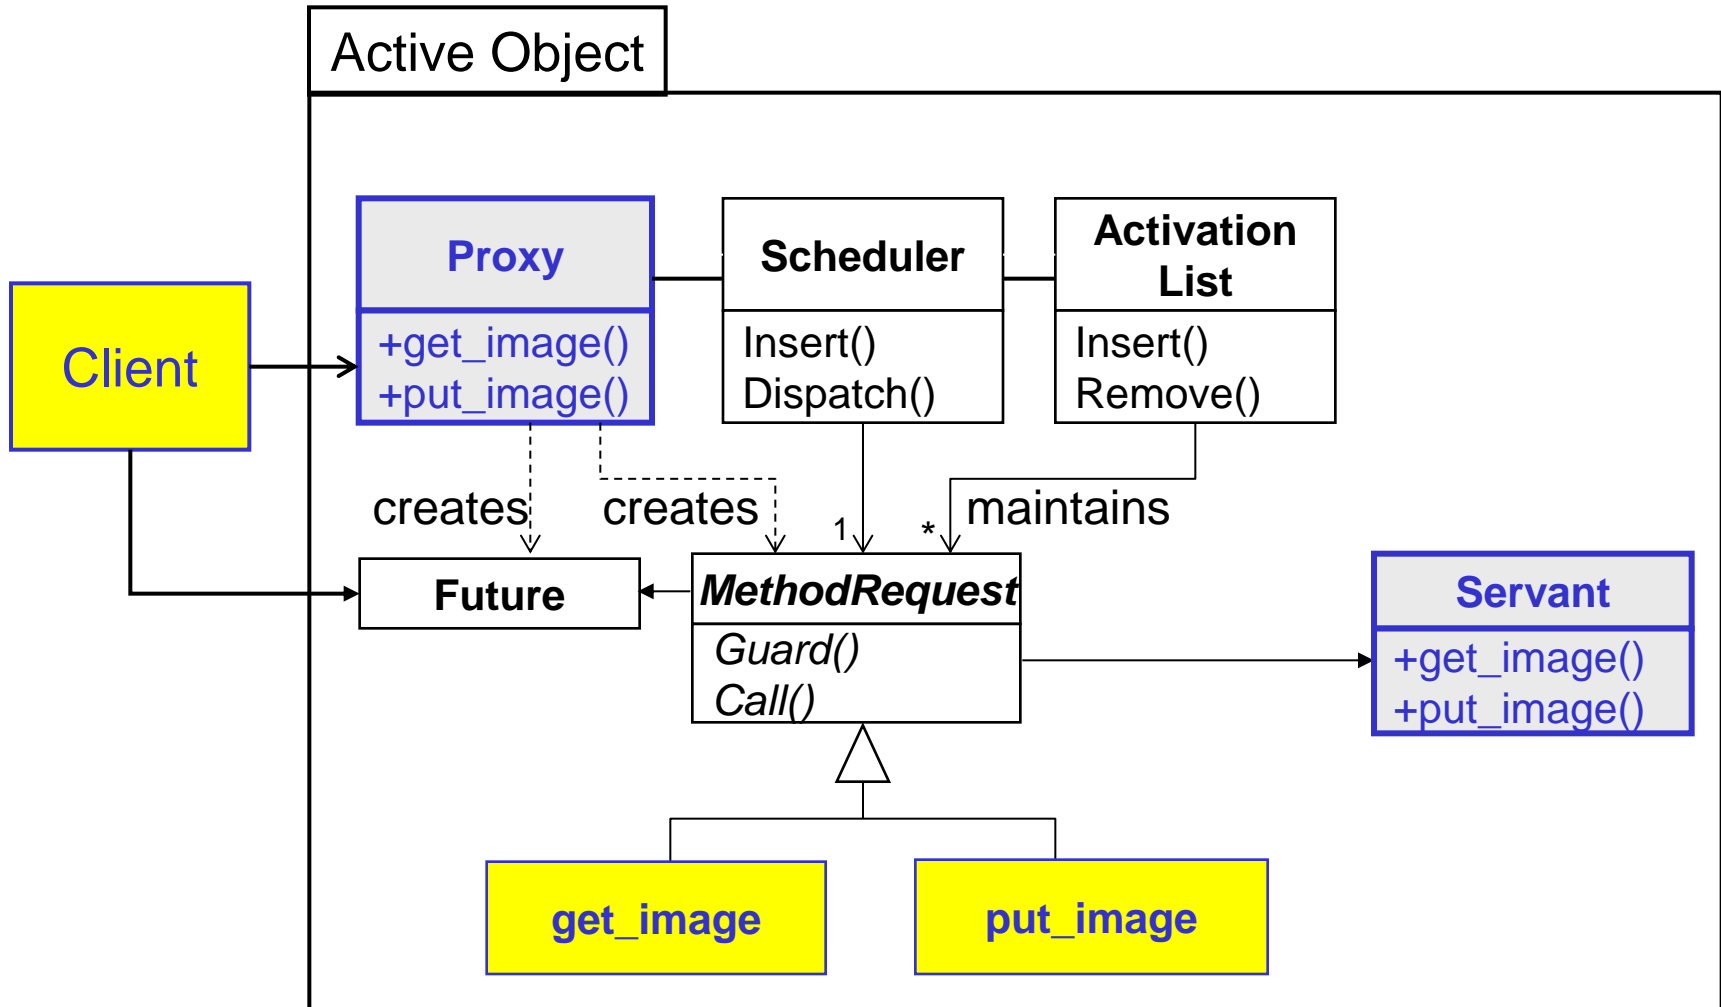 Active Object
Client
Proxy
+get_image()
+put_image()
Scheduler
Insert()
Dispatch()
Activation
List
Insert()
Remove()
creates
creates
1
*
maintains
Future
MethodRequest
Guard()
Call()
Servant
+get_image()
+put_image()
get_image
put_image